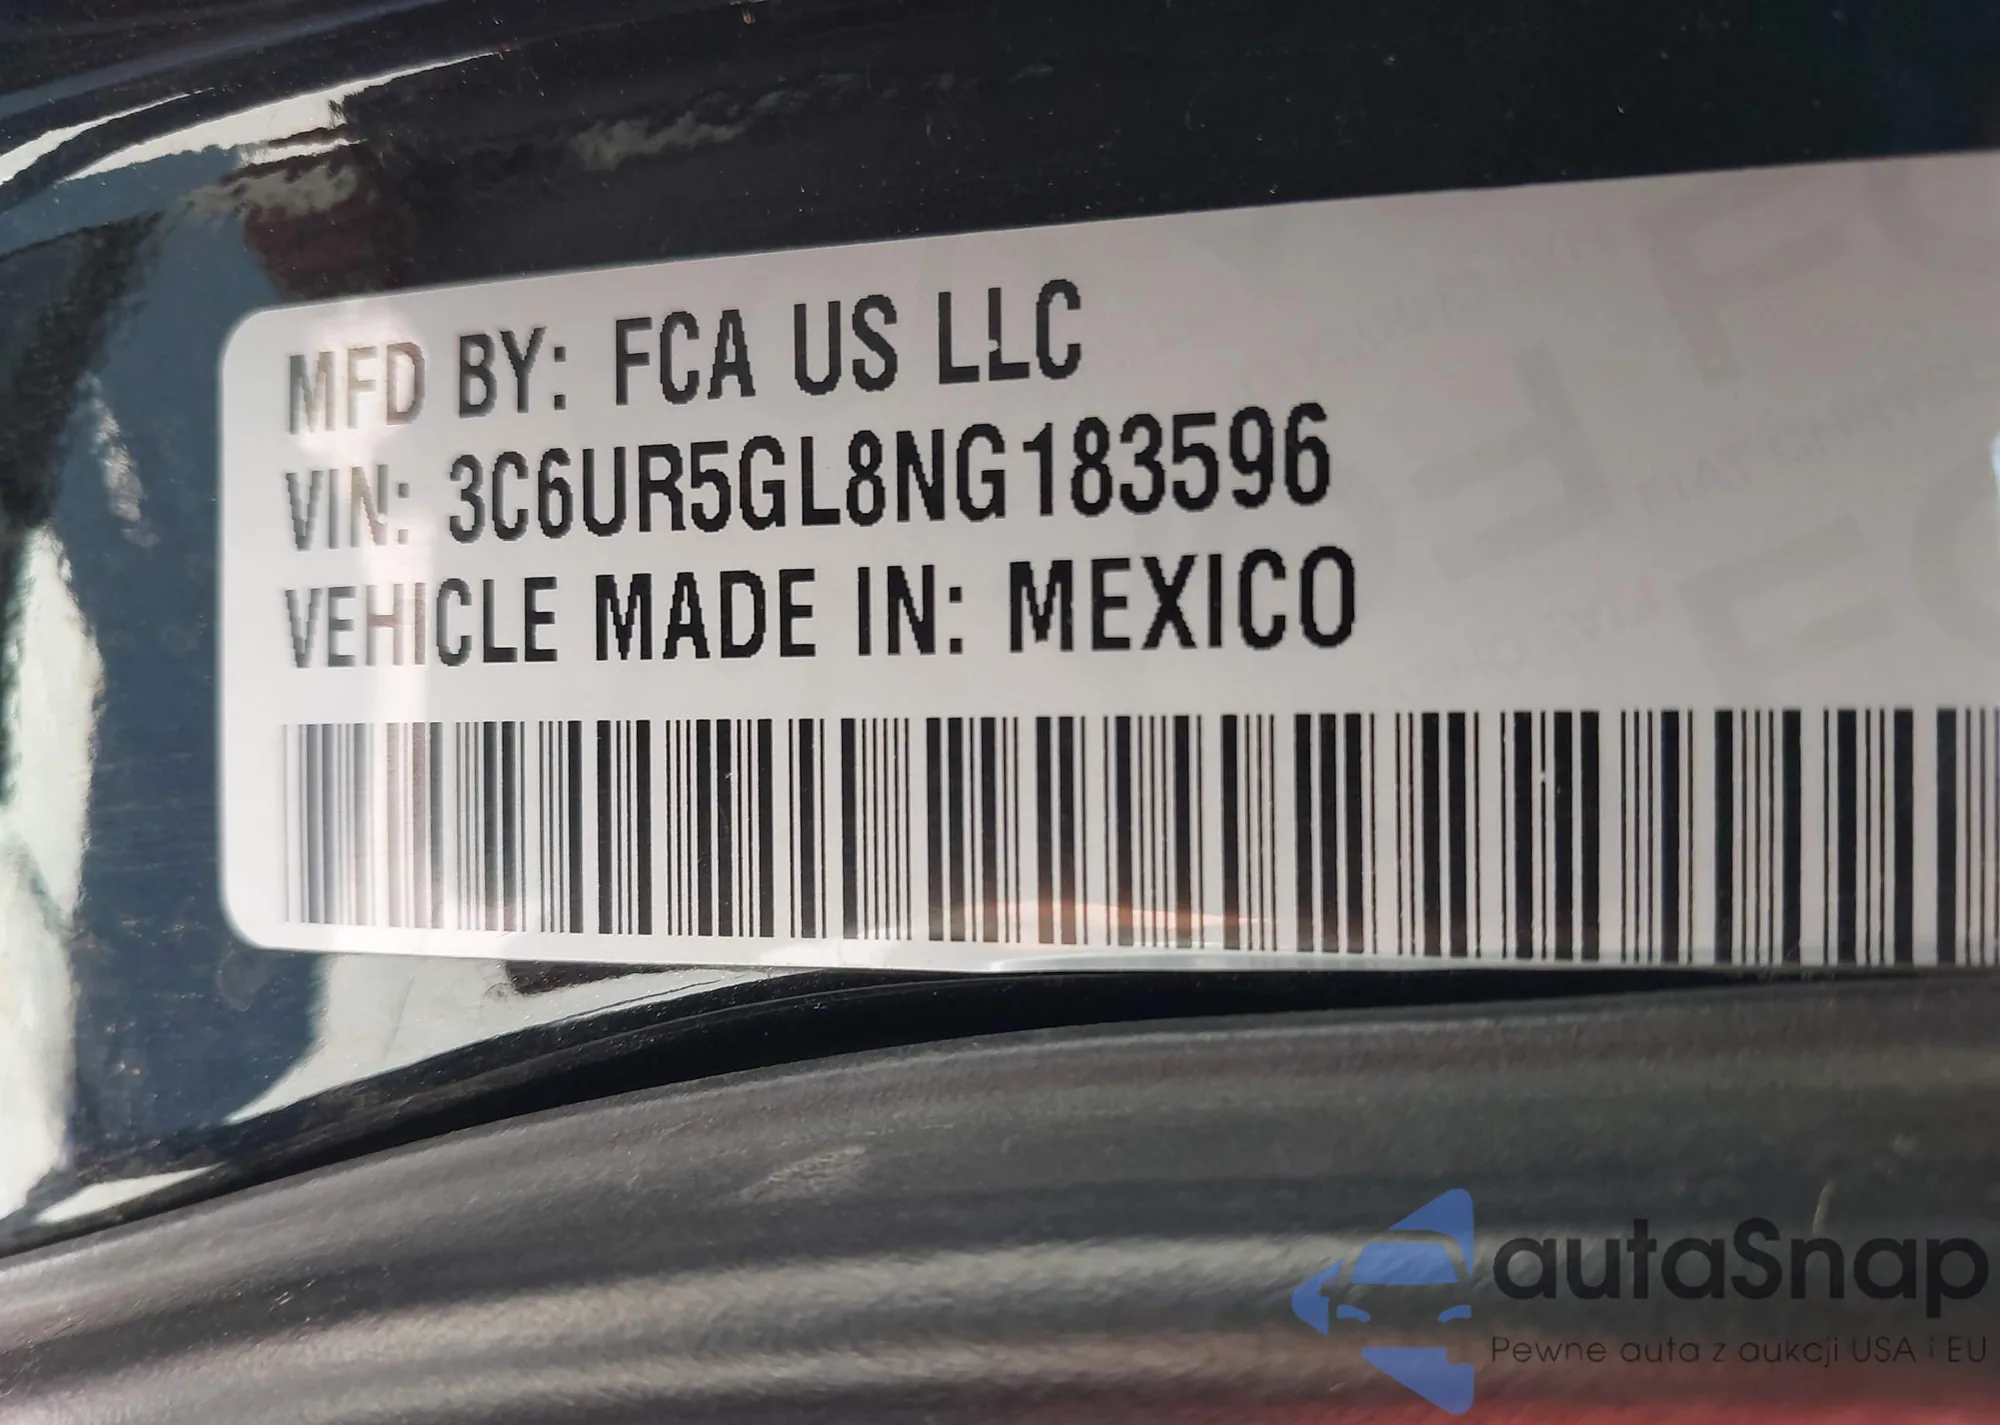 MFD BY: FCA US LLC
VIN: 3C6UR5GL8NG183596
VEHICLE MADE IN: MEXICO
autaSnap
Pewne auta z aukcji USA i EU